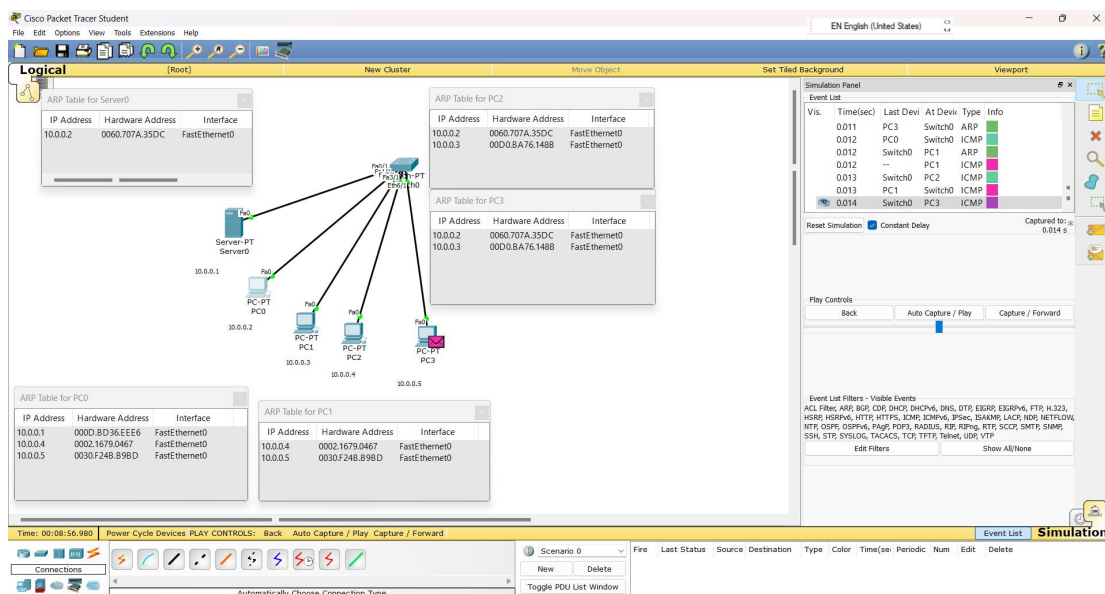 Cisco Packet Tracer Student
EN English (United States)
File Edit Options View Tools Extensions Help
Logical [Root] New Cluster Move Object Set Tiled Background Viewport
ARP Table for Server0
IP Address Hardware Address Interface
10.0.0.2 0060.707A.35DC FastEthernet0
ARP Table for PC2
IP Address Hardware Address Interface
10.0.0.2 0060.707A.35DC FastEthernet0
10.0.0.3 00D0.BA76.148B FastEthernet0
ARP Table for PC3
IP Address Hardware Address Interface
10.0.0.2 0060.707A.35DC FastEthernet0
10.0.0.3 00D0.BA76.148B FastEthernet0
Fa0/1
Fa3/1
Eth6/1
Fa0
Server-PT
Server0
10.0.0.1
Fa0
PC-PT
PC0
10.0.0.2
Fa0
PC-PT
PC1
10.0.0.3
Fa0
PC-PT
PC2
10.0.0.4
Fa0
PC-PT
PC3
10.0.0.5
ARP Table for PC0
IP Address Hardware Address Interface
10.0.0.1 000D.BD36.EEE6 FastEthernet0
10.0.0.4 0002.1679.0467 FastEthernet0
10.0.0.5 0030.F24B.B9BD FastEthernet0
ARP Table for PC1
IP Address Hardware Address Interface
10.0.0.4 0002.1679.0467 FastEthernet0
10.0.0.5 0030.F24B.B9BD FastEthernet0
Simulation Panel
Event List
Vis. Time(sec) Last Devi At Devic Type Info
0.011 PC3 Switch0 ARP
0.012 PC0 Switch0 ICMP
0.012 Switch0 PC1 ARP
0.012 -- PC1 ICMP
0.013 Switch0 PC2 ICMP
0.013 PC1 Switch0 ICMP
0.014 Switch0 PC3 ICMP
Reset Simulation Constant Delay Captured to: *
0.014 s
Play Controls
Back Auto Capture / Play Capture / Forward
Event List Filters - Visible Events
ACL Filter, ARP, BGP, CDP, DHCP, DHCPv6, DNS, DTP, EIGRP, EIGRPv6, FTP, H.323,
HSRP, HSRPv6, HTTP, HTTPS, ICMP, ICMPv6, IPSec, ISAKMP, LACP, NDP, NETFLOW,
NTP, OSPF, OSPFv6, PAgP, POP3, RADIUS, RIP, RIPng, RTP, SCCP, SMTP, SNMP,
SSH, STP, SYSLOG, TACACS, TCP, TFTP, Telnet, UDP, VTP
Edit Filters Show All/None
Time: 00:08:56.980 Power Cycle Devices PLAY CONTROLS: Back Auto Capture / Play Capture / Forward Event List Simulation
Connections
Automatically Choose Connection Type
Scenario 0
New Delete
Toggle PDU List Window
Fire Last Status Source Destination Type Color Time(se Periodic Num Edit Delete